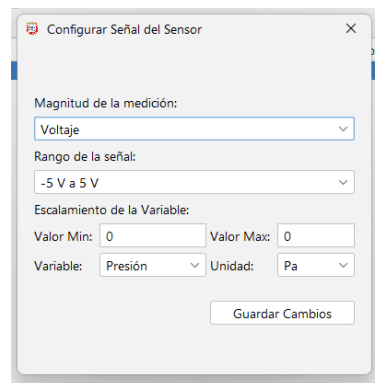 Configurar Señal del Sensor
Magnitud de la medición:
Voltaje
Rango de la señal:
-5 V a 5 V
Escalamiento de la Variable:
Valor Min: 0 Valor Max: 0
Variable: Presión Unidad: Pa
Guardar Cambios